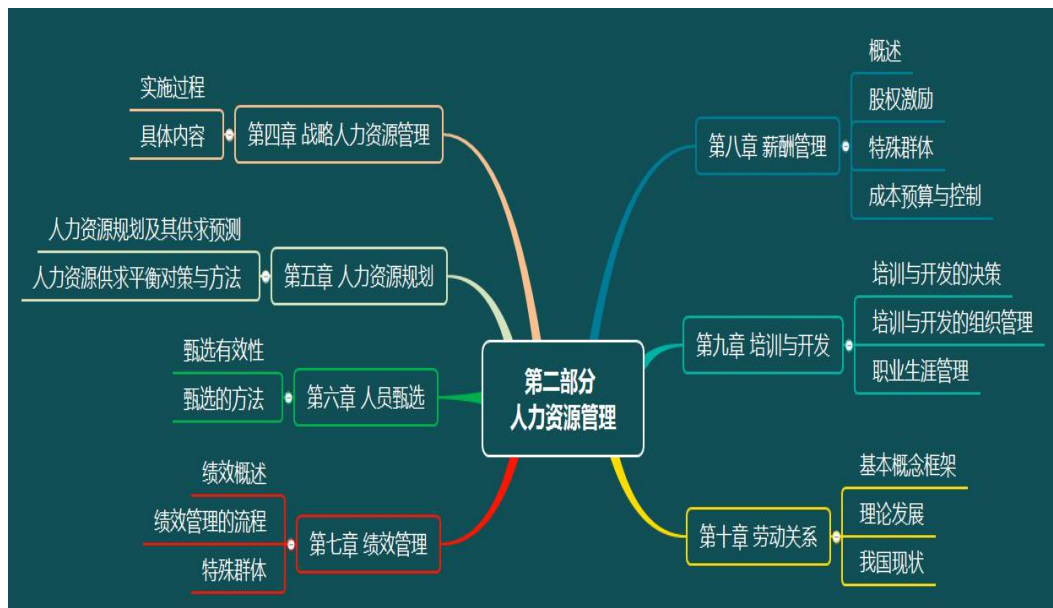 第二部分
人力资源管理
第四章 战略人力资源管理
实施过程
具体内容
第五章 人力资源规划
人力资源规划及其供求预测
人力资源供求平衡对策与方法
第六章 人员甄选
甄选有效性
甄选的方法
第七章 绩效管理
绩效概述
绩效管理的流程
特殊群体
第八章 薪酬管理
概述
股权激励
特殊群体
成本预算与控制
第九章 培训与开发
培训与开发的决策
培训与开发的组织管理
职业生涯管理
第十章 劳动关系
基本概念框架
理论发展
我国现状